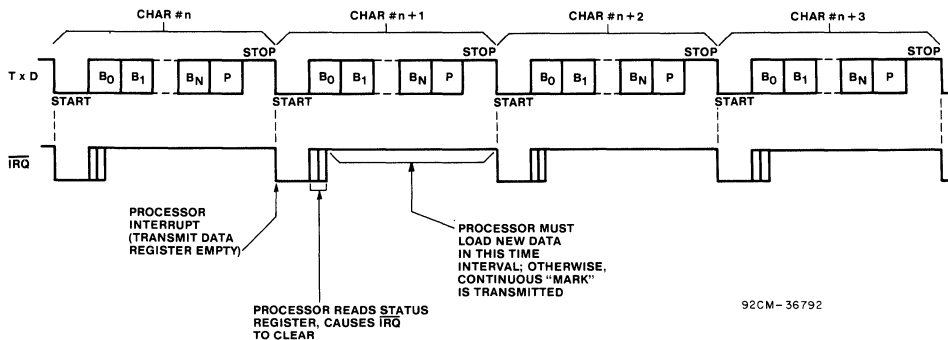 CHAR #n
CHAR #n+1
CHAR #n+2
CHAR #n+3
STOP
STOP
STOP
STOP
TxD
B0 B1 BN P
B0 B1 BN P
B0 B1 BN P
B0 B1 BN P
START
START
START
START
IRQ
PROCESSOR
INTERRUPT
(TRANSMIT DATA
REGISTER EMPTY)
PROCESSOR MUST
LOAD NEW DATA
IN THIS TIME
INTERVAL; OTHERWISE,
CONTINUOUS "MARK"
IS TRANSMITTED
PROCESSOR READS STATUS
REGISTER, CAUSES IRQ
TO CLEAR
92CM-36792